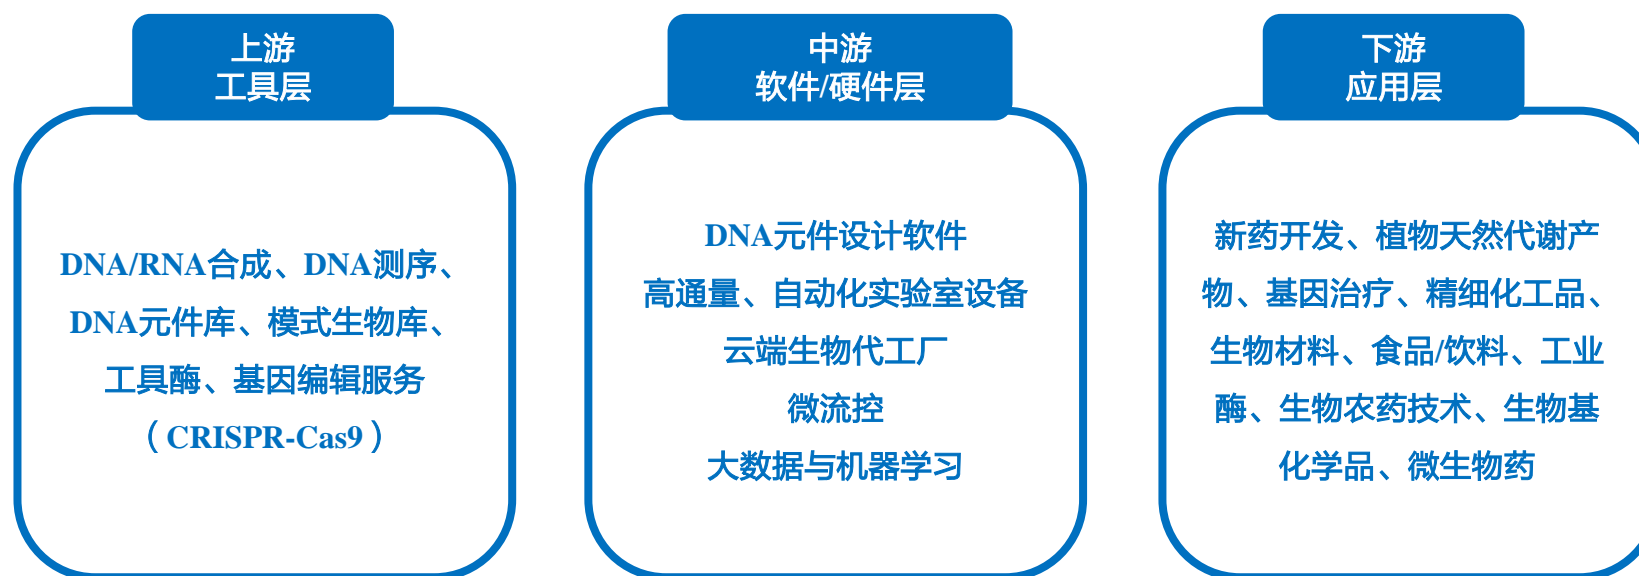 上游
工具层
DNA/RNA合成、DNA测序、
DNA元件库、模式生物库、
工具酶、基因编辑服务
（CRISPR-Cas9）
中游
软件/硬件层
DNA元件设计软件
高通量、自动化实验室设备
云端生物代工厂
微流控
大数据与机器学习
下游
应用层
新药开发、植物天然代谢产
物、基因治疗、精细化工品、
生物材料、食品/饮料、工业
酶、生物农药技术、生物基
化学品、微生物药